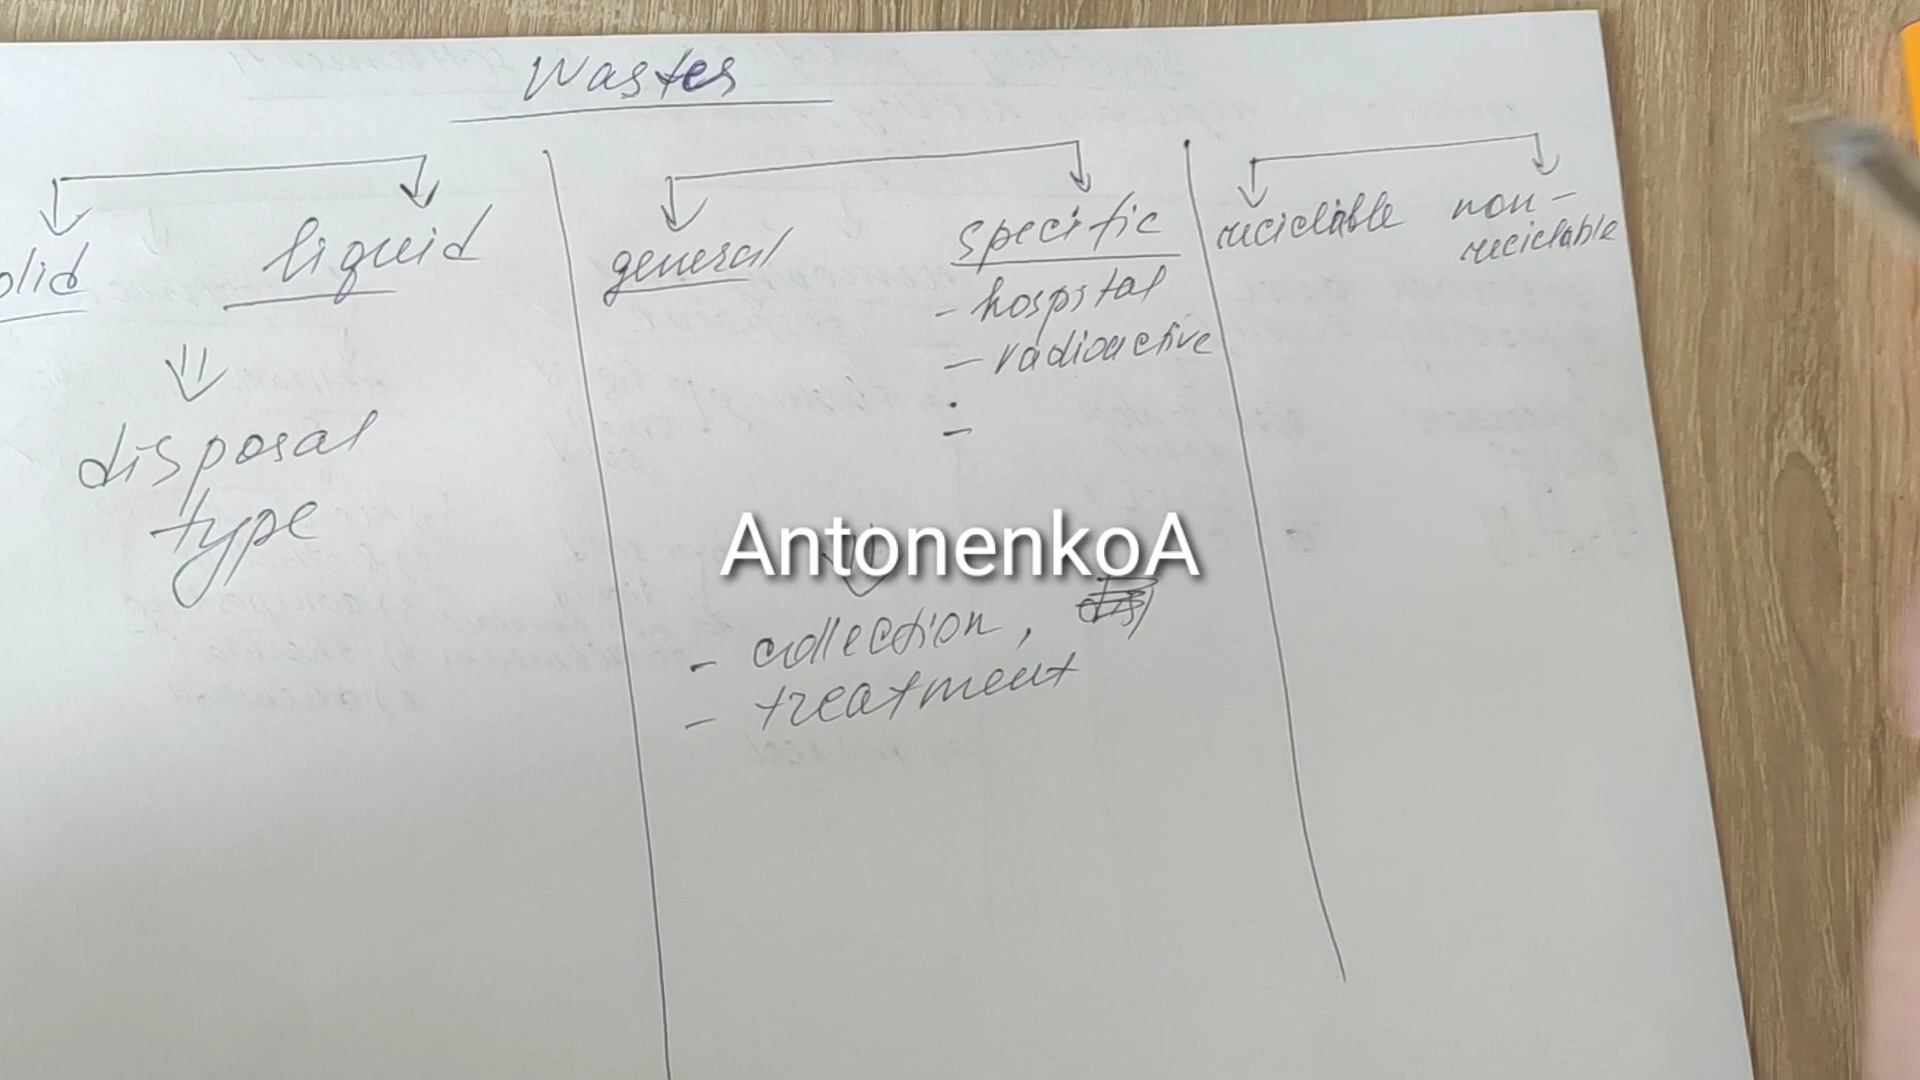 Wastes
olid
liquid
disposal
type
general
specific
- hospital
- radioactive
- collection,
- treatment
reciclable
non-
reciclable
AntonenkoA